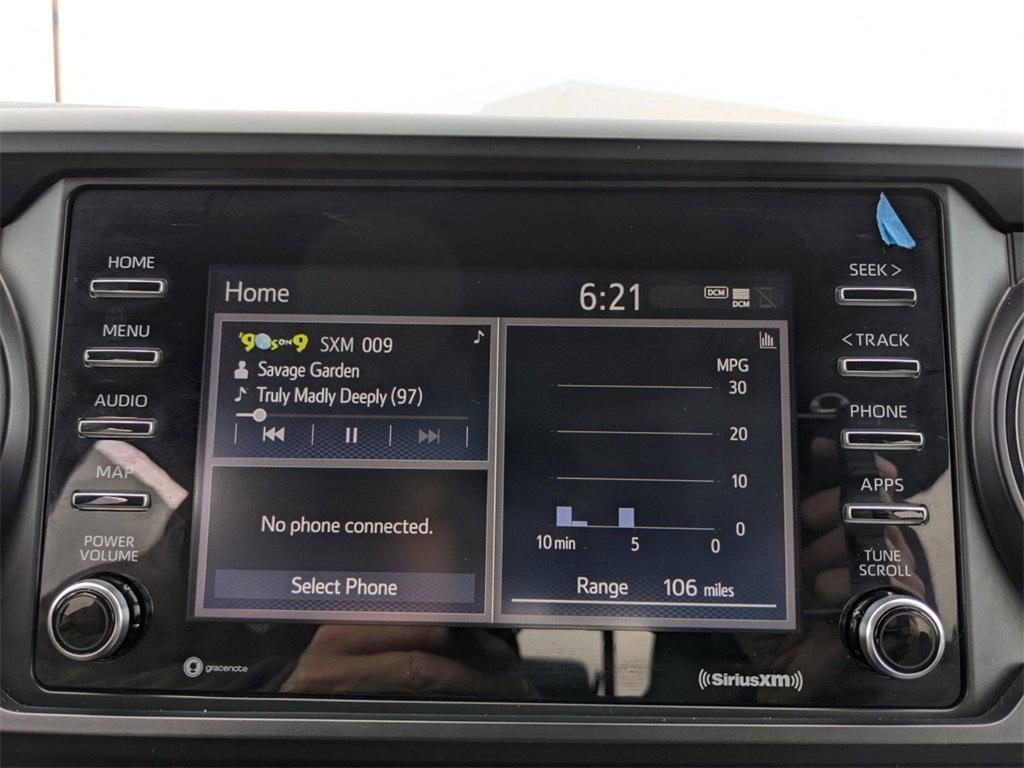 HOME
MENU
AUDIO
MAP
POWER
VOLUME
gracenote
Home
6:21
DCM
DCM
'90s ON 9 SXM 009
Savage Garden
Truly Madly Deeply (97)
No phone connected.
Select Phone
MPG
30
20
10
0
10 min 5 0
Range 106 miles
SEEK >
< TRACK
PHONE
APPS
TUNE
SCROLL
((SiriusXM))